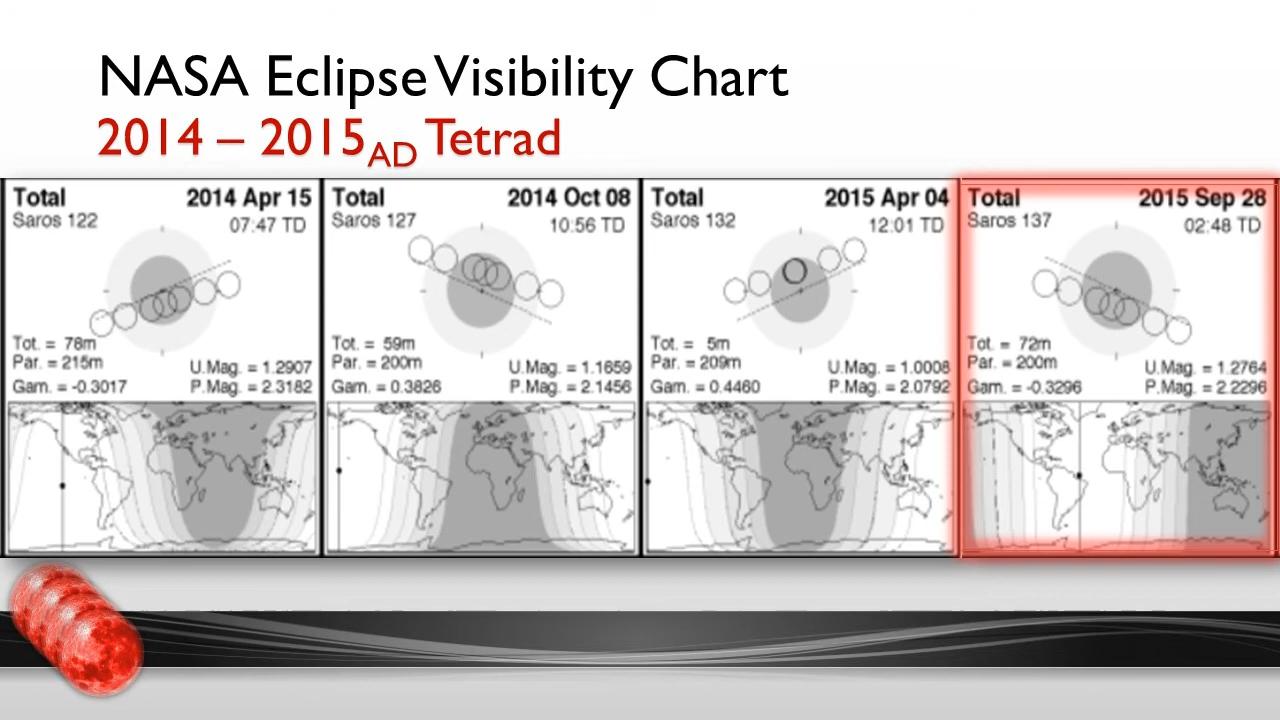 NASA Eclipse Visibility Chart
2014 – 2015AD Tetrad
Total 2014 Apr 15
Saros 122 07:47 TD
Tot. = 78m
Par. = 215m U.Mag. = 1.2907
Gam. = -0.3017 P.Mag. = 2.3182
Total 2014 Oct 08
Saros 127 10:56 TD
Tot. = 59m
Par. = 200m U.Mag. = 1.1659
Gam. = 0.3826 P.Mag. = 2.1456
Total 2015 Apr 04
Saros 132 12:01 TD
Tot. = 5m
Par. = 209m U.Mag. = 1.0008
Gam. = 0.4460 P.Mag. = 2.0792
Total 2015 Sep 28
Saros 137 02:48 TD
Tot. = 72m
Par. = 200m U.Mag. = 1.2764
Gam. = -0.3296 P.Mag. = 2.2296